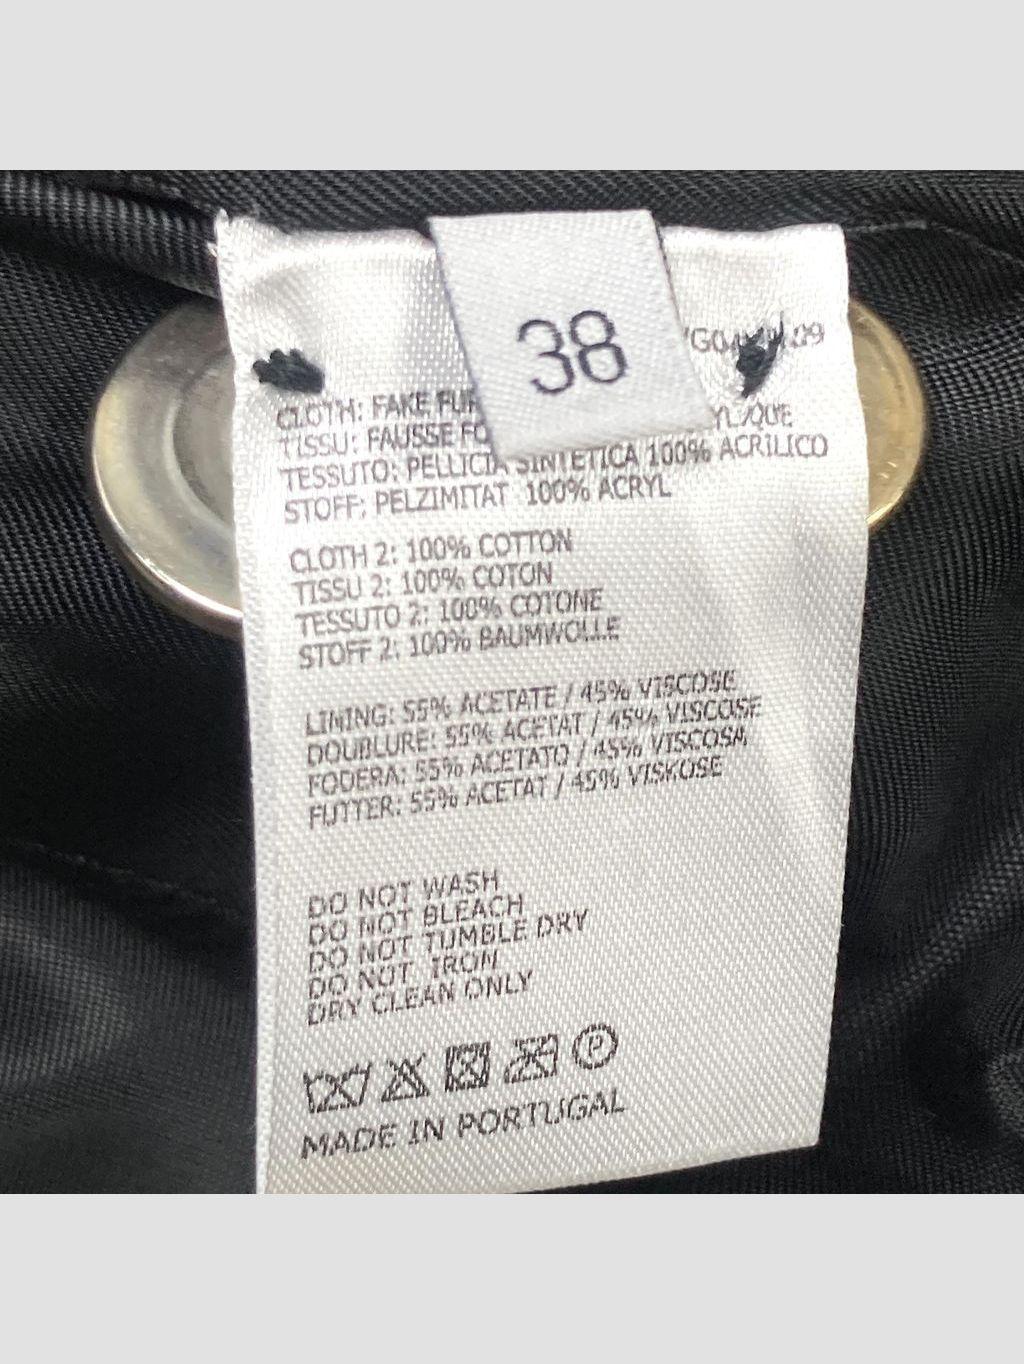 38
CLOTH: FAKE FUR
TISSU: FAUSSE
TESSUTO: PELLICIA SINTETICA 100% ACRILICO
STOFF: PELZIMITAT 100% ACRYL
CLOTH 2: 100% COTTON
TISSU 2: 100% COTON
TESSUTO 2: 100% COTONE
STOFF 2: 100% BAUMWOLLE
LINING: 55% ACETATE / 45% VISCOSE
DOUBLURE: 55% ACETAT / 45% VISCOSE
FODERA: 55% ACETATO / 45% VISCOSA
FUTTER: 55% ACETAT / 45% VISKOSE
DO NOT WASH
DO NOT BLEACH
DO NOT TUMBLE DRY
DO NOT IRON
DRY CLEAN ONLY
P
MADE IN PORTUGAL